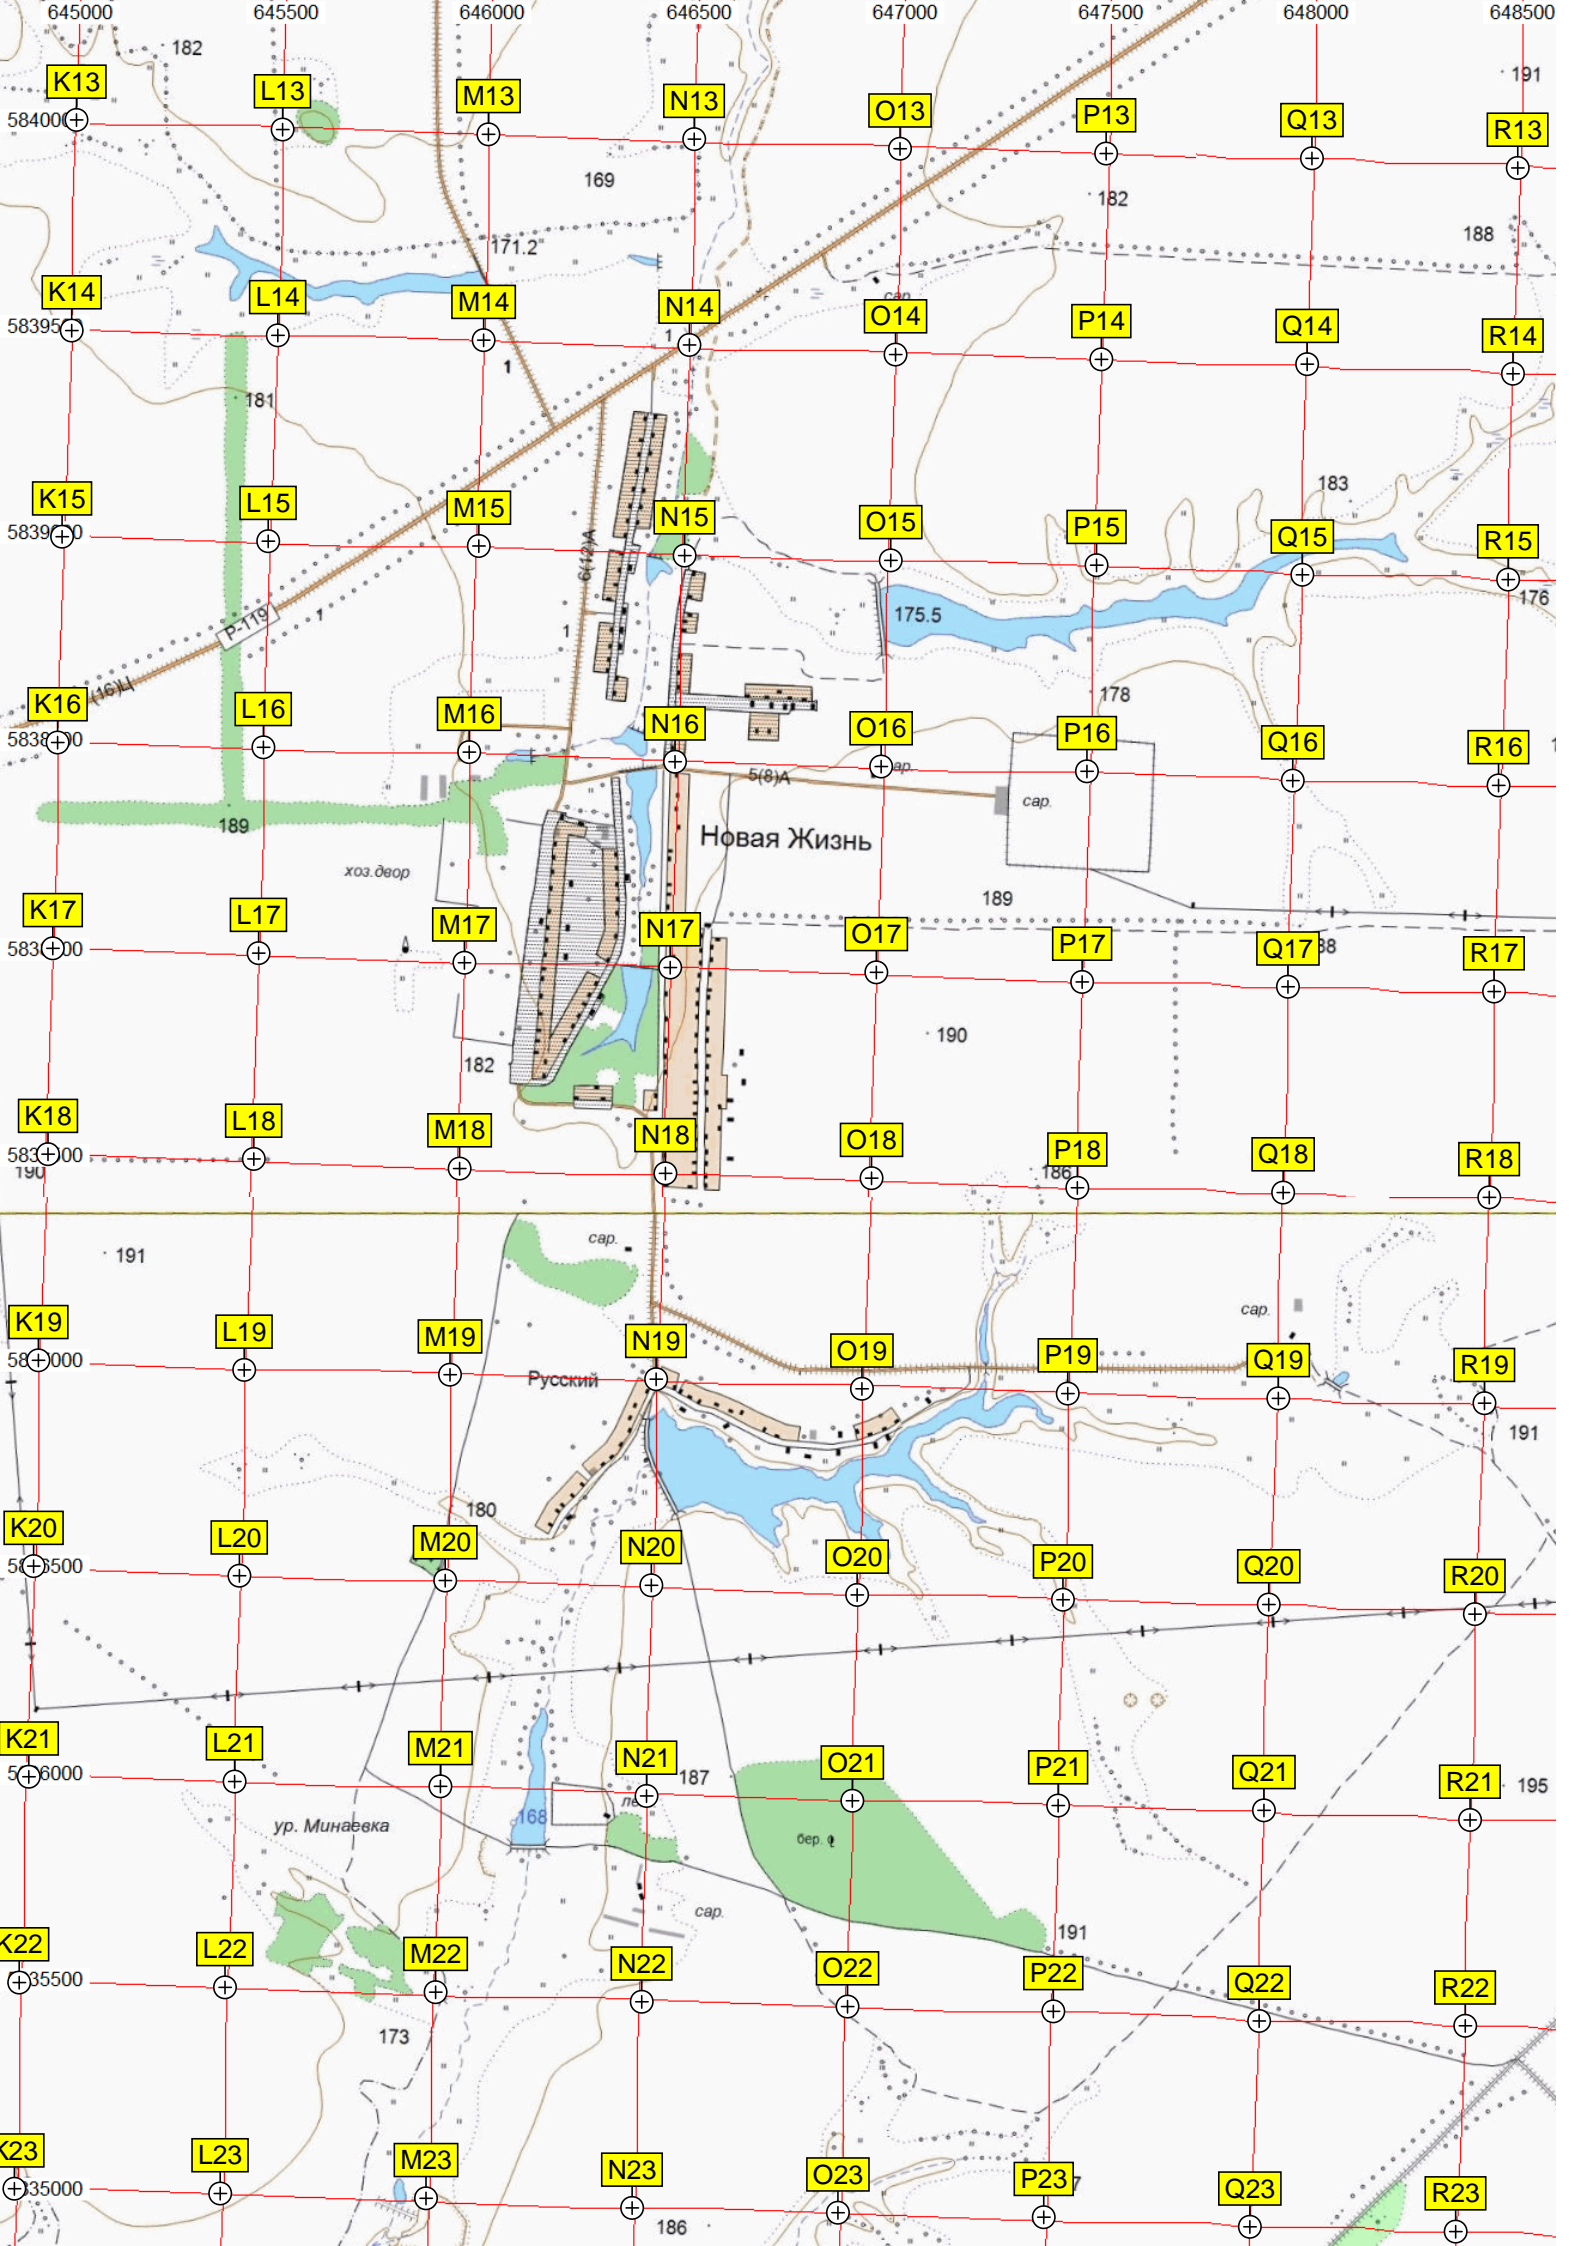 645000 645500 646000 646500 647000 647500 648000 648500
182
191
K13 L13 M13 N13 O13 P13 Q13 R13
169
182
188
171.2
сар.
K14 L14 M14 N14 O14 P14 Q14 R14
1
1
181
183
K15 L15 M15 N15 O15 P15 Q15 R15
6(12)А
175.5
176
Р-119
1
1
(16)Ц
178
K16 L16 M16 N16 O16 P16 Q16 R16
5(8)А
сар.
189
Новая Жизнь
хоз.двор
189
K17 L17 M17 N17 O17 P17 Q17 R17
190
182
K18 L18 M18 N18 O18 P18 Q18 R18
190
186
191
сар.
сар.
K19 L19 M19 N19 O19 P19 Q19 R19
Русский
191
180
K20 L20 M20 N20 O20 P20 Q20 R20
K21 L21 M21 N21 O21 P21 Q21 R21
187
195
168
ур. Минаевка
бер.
сар.
191
K22 L22 M22 N22 O22 P22 Q22 R22
173
K23 L23 M23 N23 O23 P23 Q23 R23
186